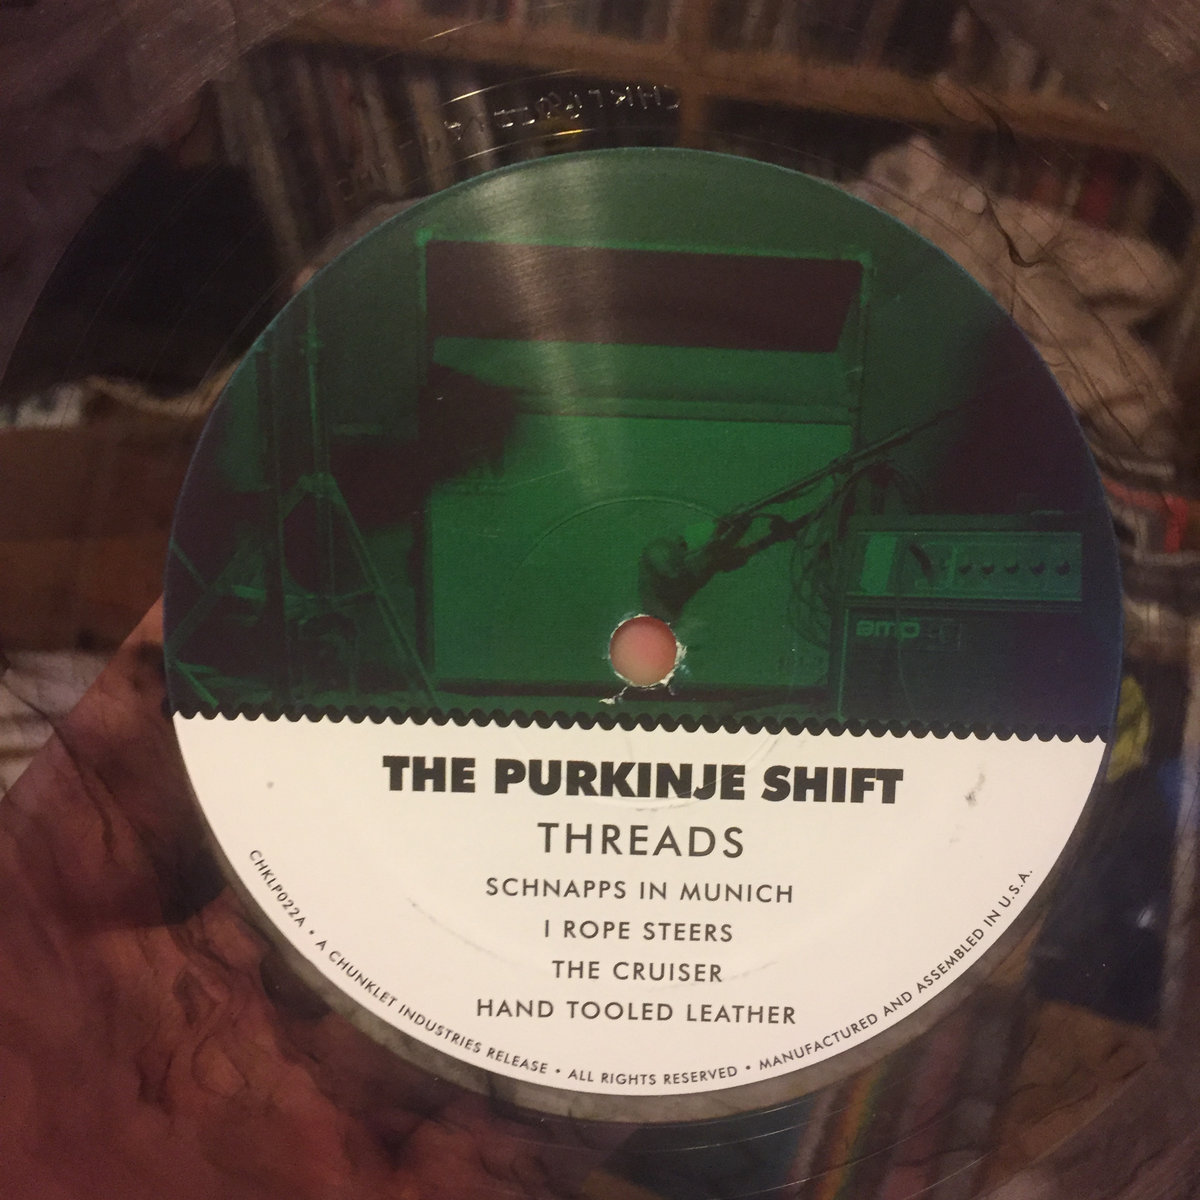 THE PURKINJE SHIFT
THREADS
SCHNAPPS IN MUNICH
I ROPE STEERS
THE CRUISER
HAND TOOLED LEATHER
CHKLP022A • A CHUNKLET INDUSTRIES RELEASE • ALL RIGHTS RESERVED • MANUFACTURED AND ASSEMBLED IN U.S.A.